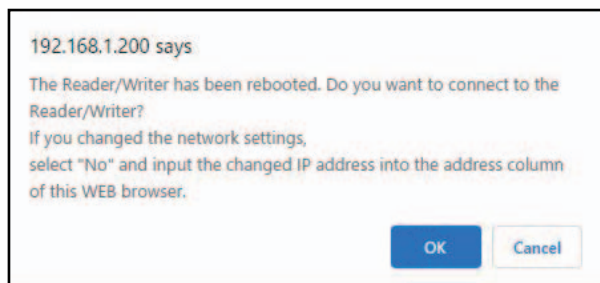 192.168.1.200 says
The Reader/Writer has been rebooted. Do you want to connect to the
Reader/Writer?
If you changed the network settings,
select "No" and input the changed IP address into the address column
of this WEB browser.
OK
Cancel